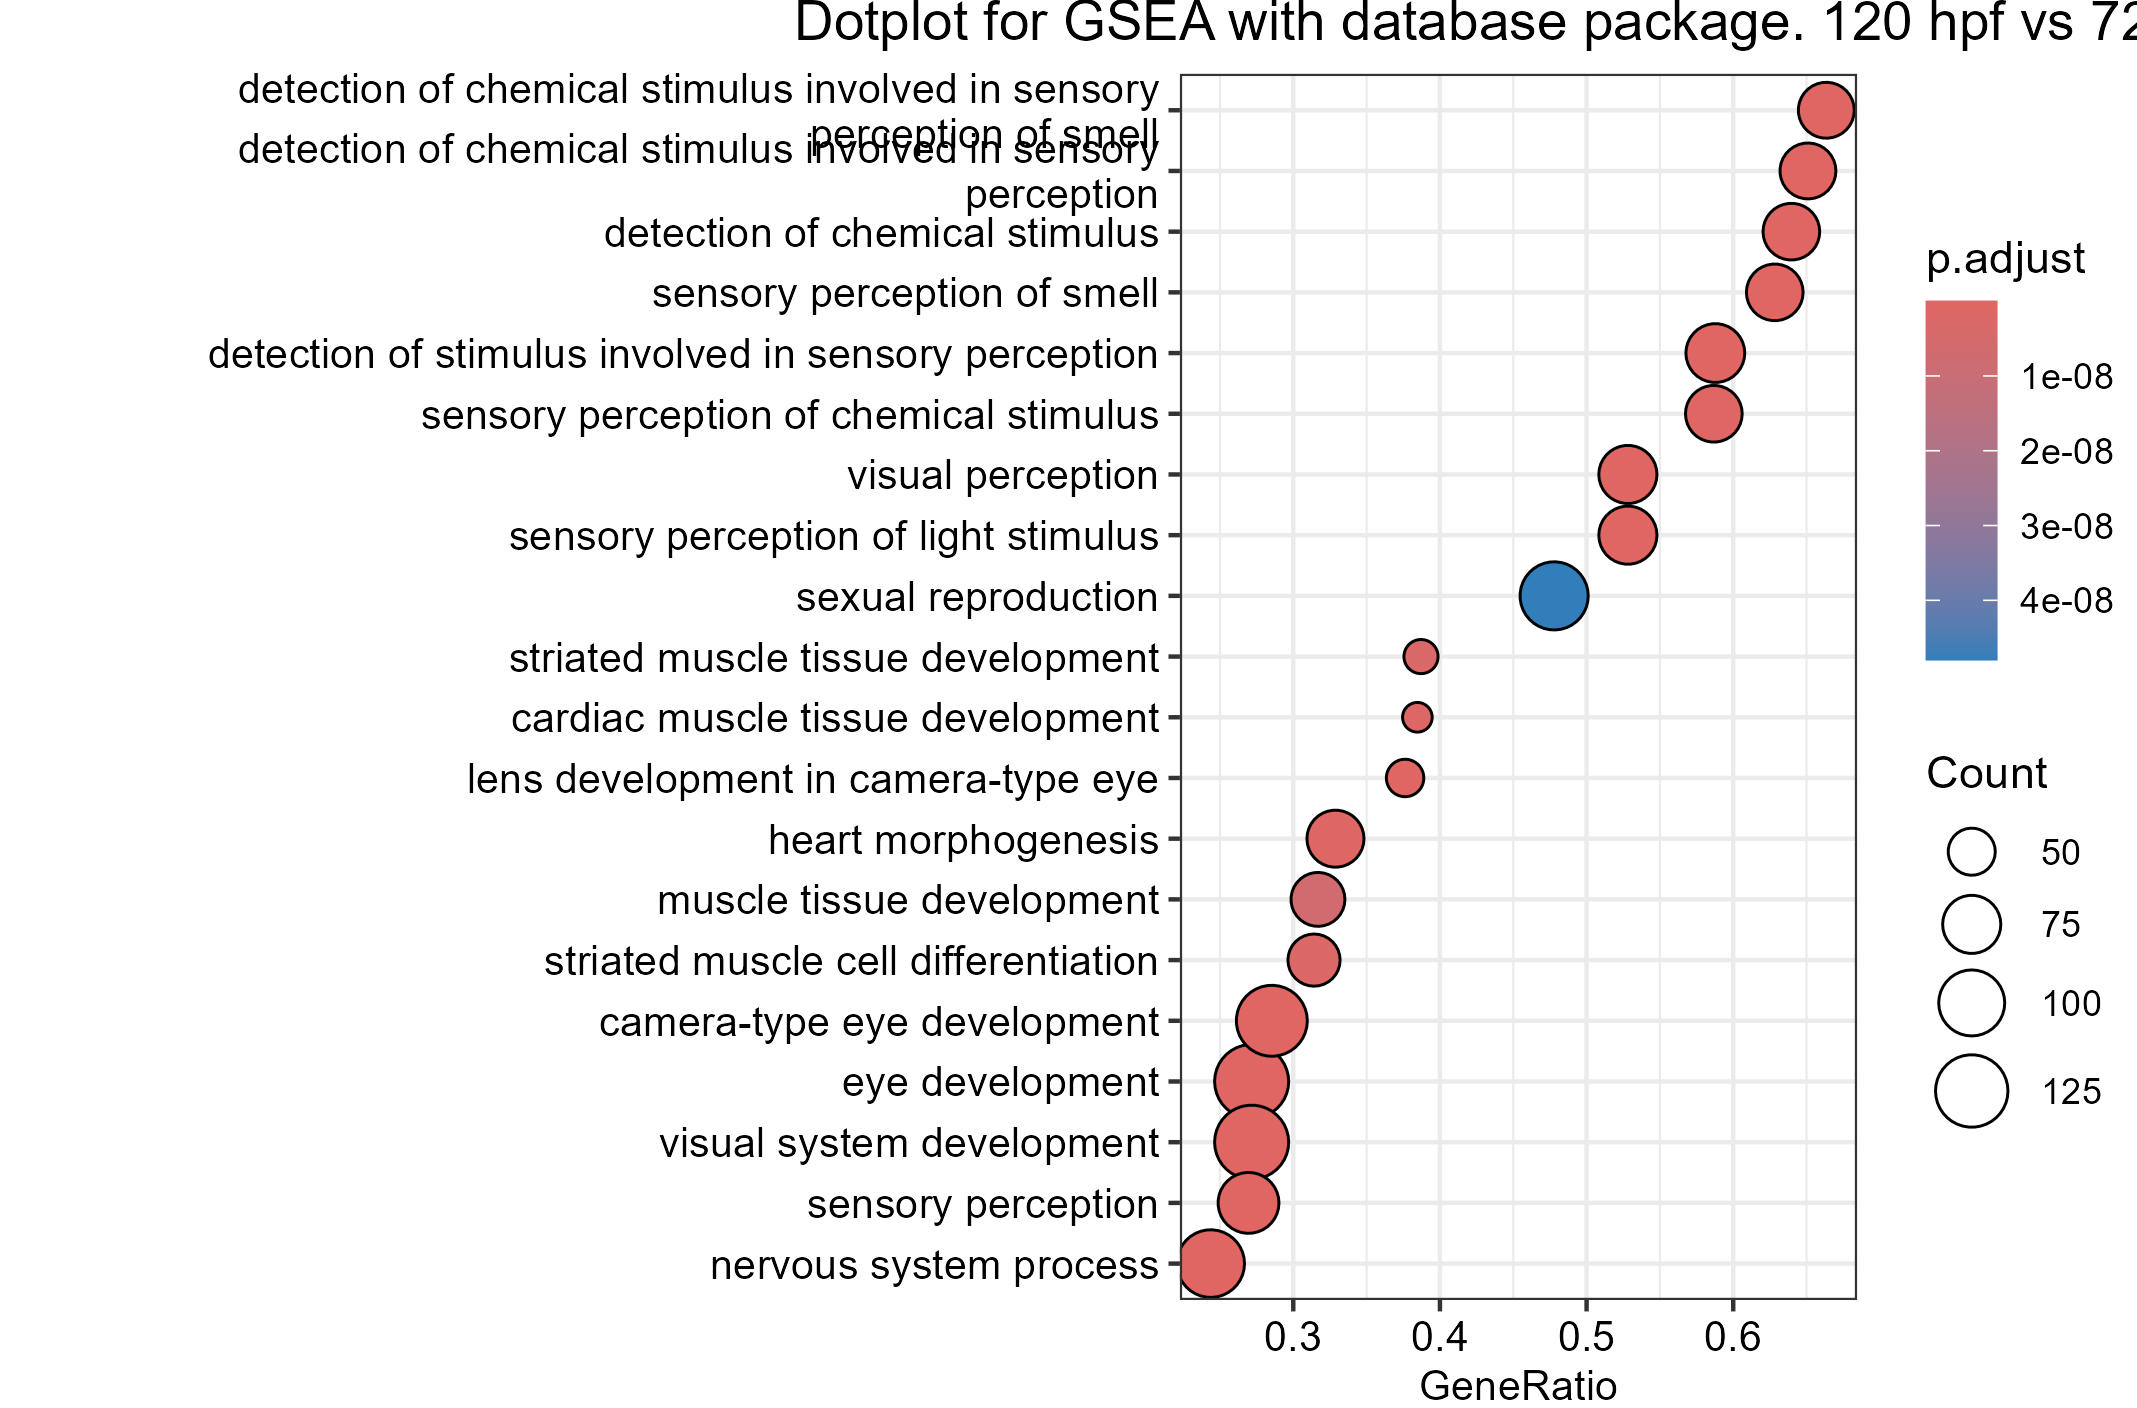 Dotplot for GSEA with database package. 120 hpf vs 72
detection of chemical stimulus involved in sensory
perception of smell
detection of chemical stimulus involved in sensory
perception
detection of chemical stimulus
sensory perception of smell
detection of stimulus involved in sensory perception
sensory perception of chemical stimulus
visual perception
sensory perception of light stimulus
sexual reproduction
striated muscle tissue development
cardiac muscle tissue development
lens development in camera-type eye
heart morphogenesis
muscle tissue development
striated muscle cell differentiation
camera-type eye development
eye development
visual system development
sensory perception
nervous system process
0.3 0.4 0.5 0.6
GeneRatio
p.adjust
1e-08
2e-08
3e-08
4e-08
Count
50
75
100
125